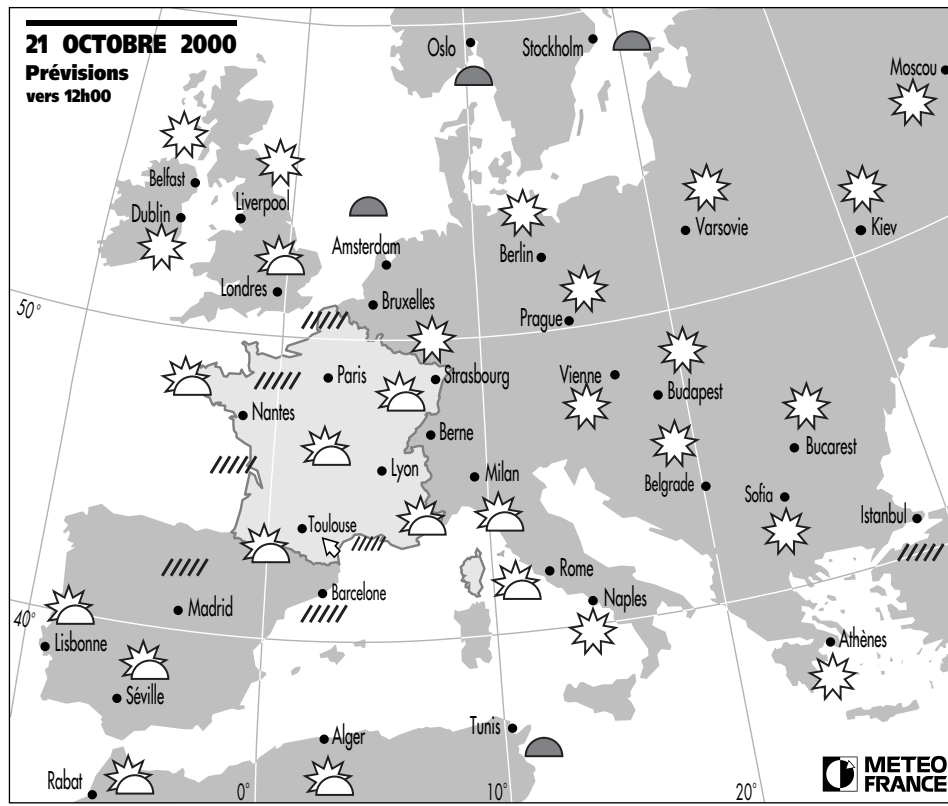 21 OCTOBRE 2000
Prévisions
vers 12h00
Oslo
Stockholm
Moscou
Belfast
Liverpool
Dublin
Varsovie
Kiev
Amsterdam
Berlin
Londres
Bruxelles
50°
Prague
Paris
Strasbourg
Vienne
Budapest
Nantes
Berne
Bucarest
Lyon
Milan
Belgrade
Sofia
Istanbul
Toulouse
Rome
Barcelone
Naples
Madrid
40°
Lisbonne
Athènes
Séville
Tunis
Alger
Rabat
0°
10°
20°
METEO
FRANCE